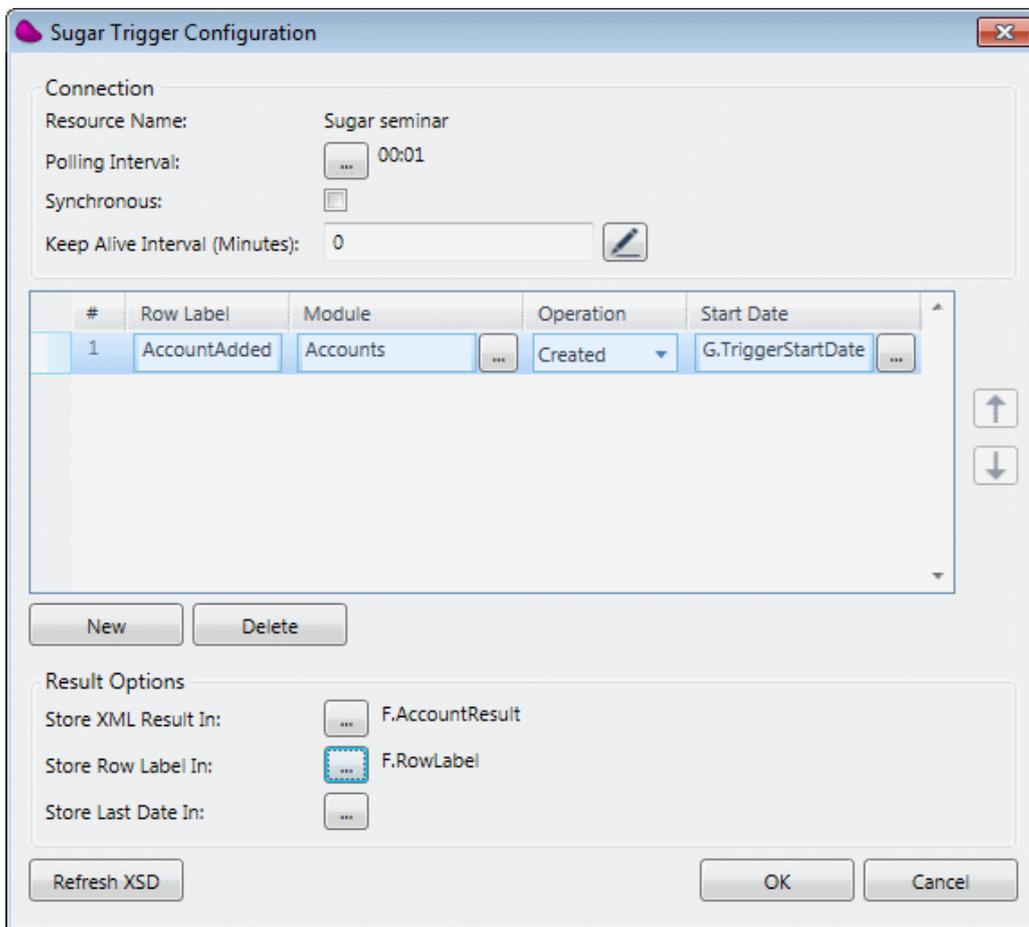 Sugar Trigger Configuration
Connection
Resource Name: Sugar seminar
Polling Interval: ... 00:01
Synchronous:
Keep Alive Interval (Minutes): 0
# Row Label Module Operation Start Date
1 AccountAdded Accounts ... Created G.TriggerStartDate ...
New Delete
Result Options
Store XML Result In: ... F.AccountResult
Store Row Label In: ... F.RowLabel
Store Last Date In: ...
Refresh XSD OK Cancel